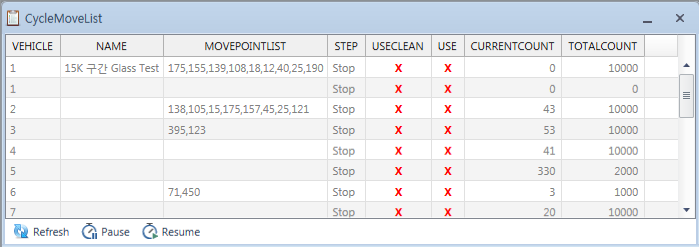 CycleMoveList
VEHICLE NAME MOVEPOINTLIST STEP USECLEAN USE CURRENTCOUNT TOTALCOUNT
1 15K 구간 Glass Test 175,155,139,108,18,12,40,25,190 Stop X X 0 10000
1 Stop X X 0 0
2 138,105,15,175,157,45,25,121 Stop X X 43 10000
3 395,123 Stop X X 53 10000
4 Stop X X 41 10000
5 Stop X X 330 2000
6 71,450 Stop X X 3 1000
7 Stop X X 20 10000
Refresh Pause Resume